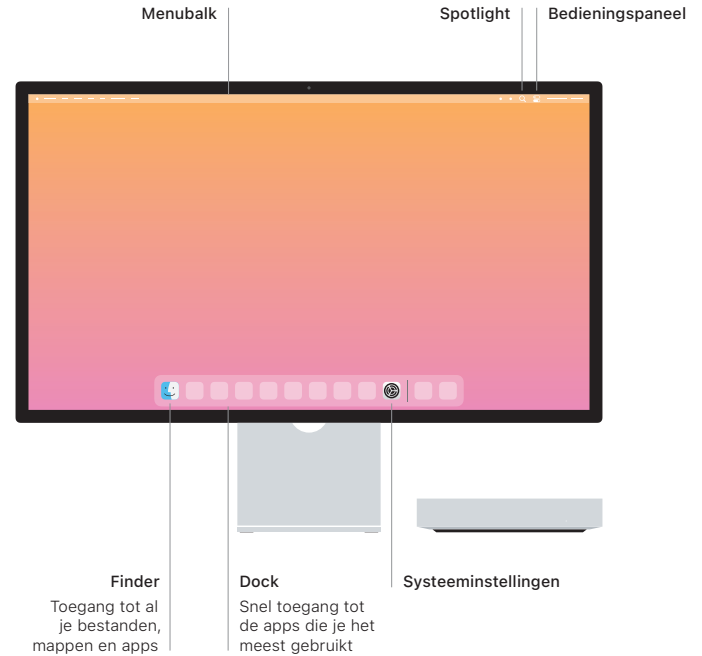 Menubalk
Spotlight
Bedieningspaneel
Finder
Toegang tot al
je bestanden,
mappen en apps
Dock
Snel toegang tot
de apps die je het
meest gebruikt
Systeeminstellingen